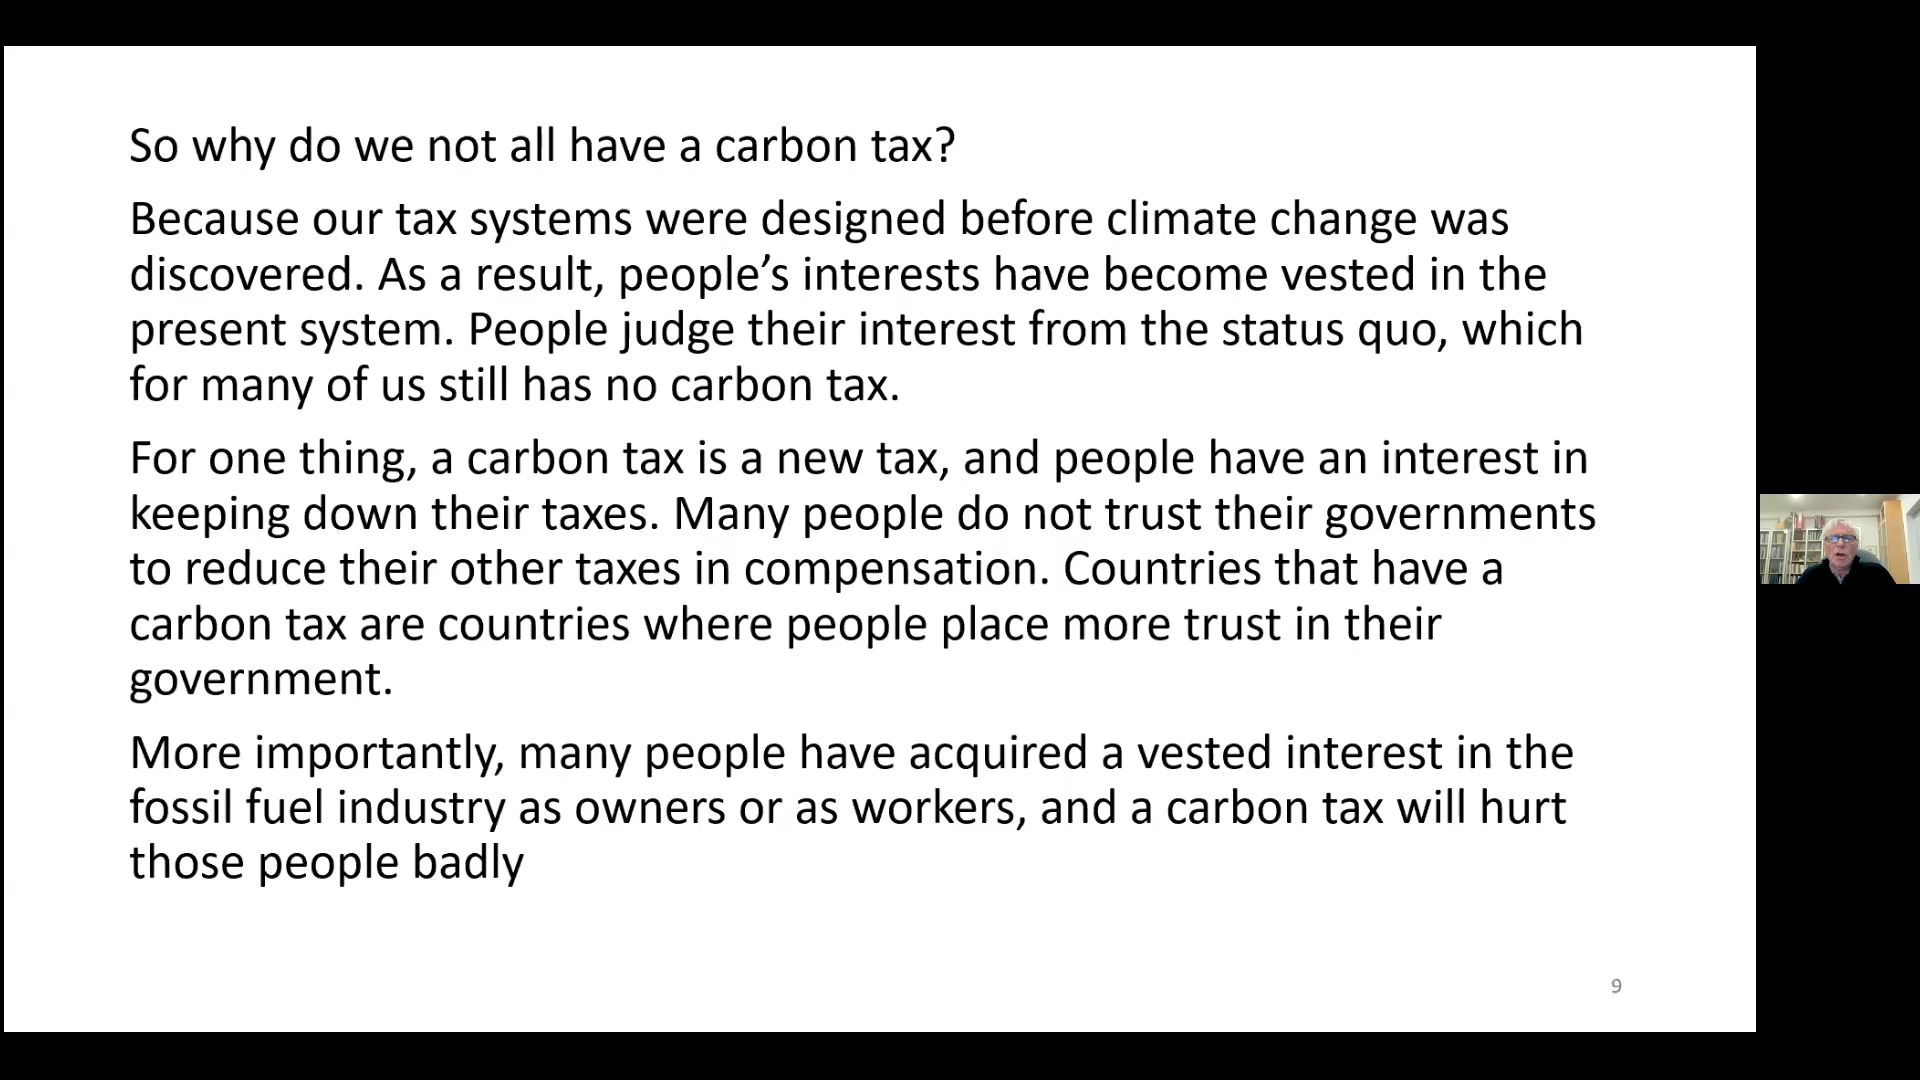 So why do we not all have a carbon tax?
Because our tax systems were designed before climate change was
discovered. As a result, people’s interests have become vested in the
present system. People judge their interest from the status quo, which
for many of us still has no carbon tax.
For one thing, a carbon tax is a new tax, and people have an interest in
keeping down their taxes. Many people do not trust their governments
to reduce their other taxes in compensation. Countries that have a
carbon tax are countries where people place more trust in their
government.
More importantly, many people have acquired a vested interest in the
fossil fuel industry as owners or as workers, and a carbon tax will hurt
those people badly
9